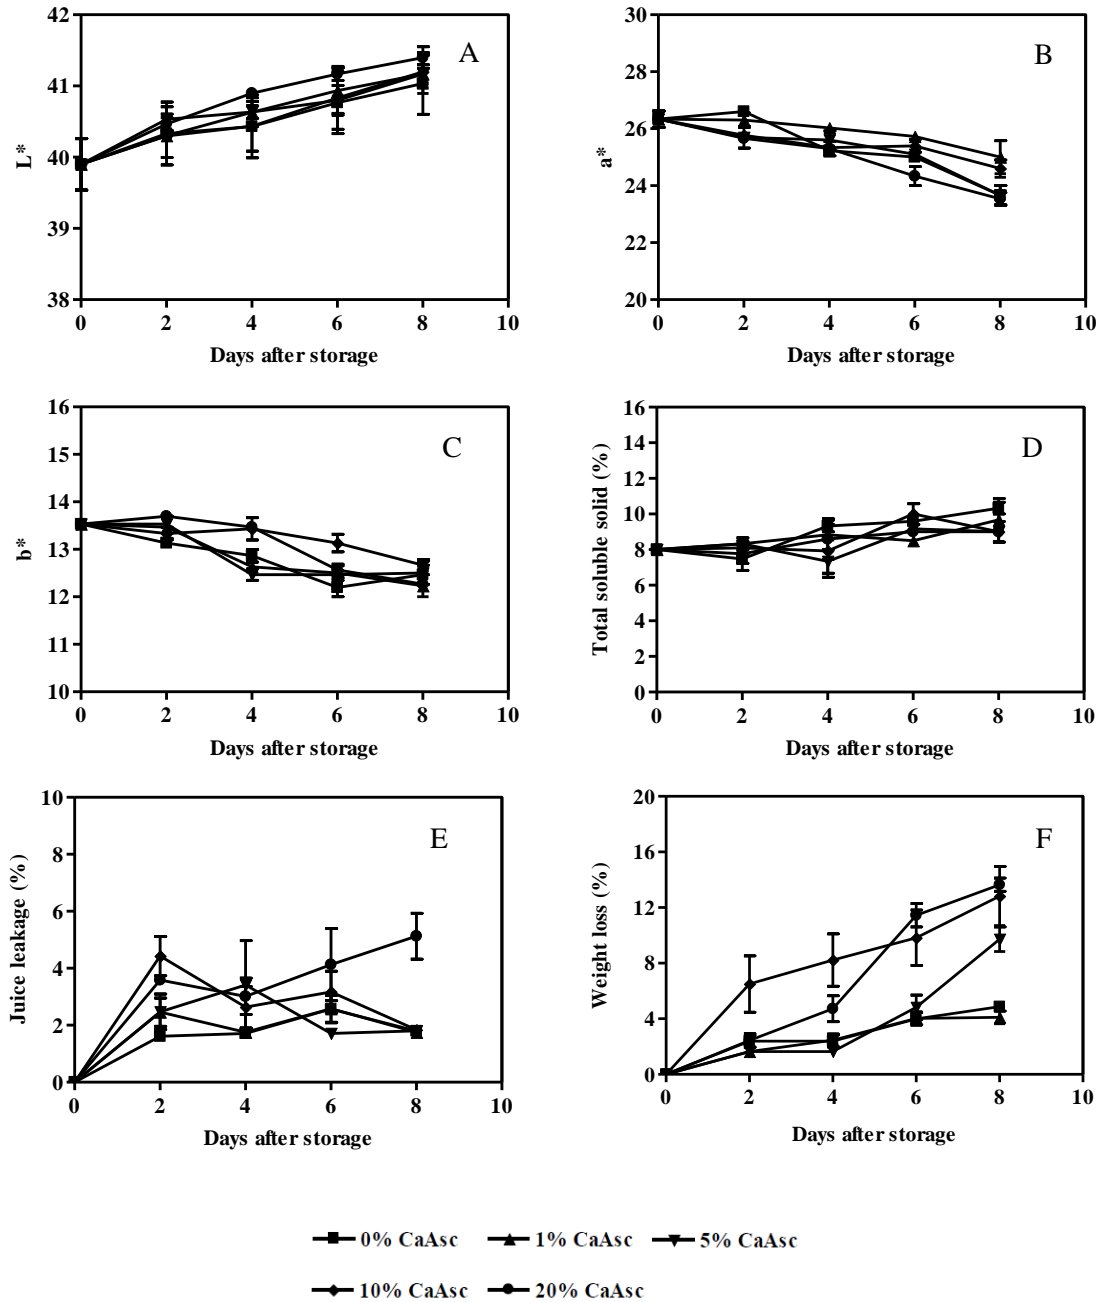 42
41
40
39
38
L*
A
0 2 4 6 8 10
Days after storage
30
28
26
24
22
20
a*
B
0 2 4 6 8 10
Days after storage
16
15
14
13
12
11
10
b*
C
0 2 4 6 8 10
Days after storage
16
14
12
10
8
6
4
2
0
Total soluble solid (%)
D
0 2 4 6 8 10
Days after storage
10
8
6
4
2
0
Juice leakage (%)
E
0 2 4 6 8 10
Days after storage
20
16
12
8
4
0
Weight loss (%)
F
0 2 4 6 8 10
Days after storage
0% CaAsc 1% CaAsc 5% CaAsc
10% CaAsc 20% CaAsc